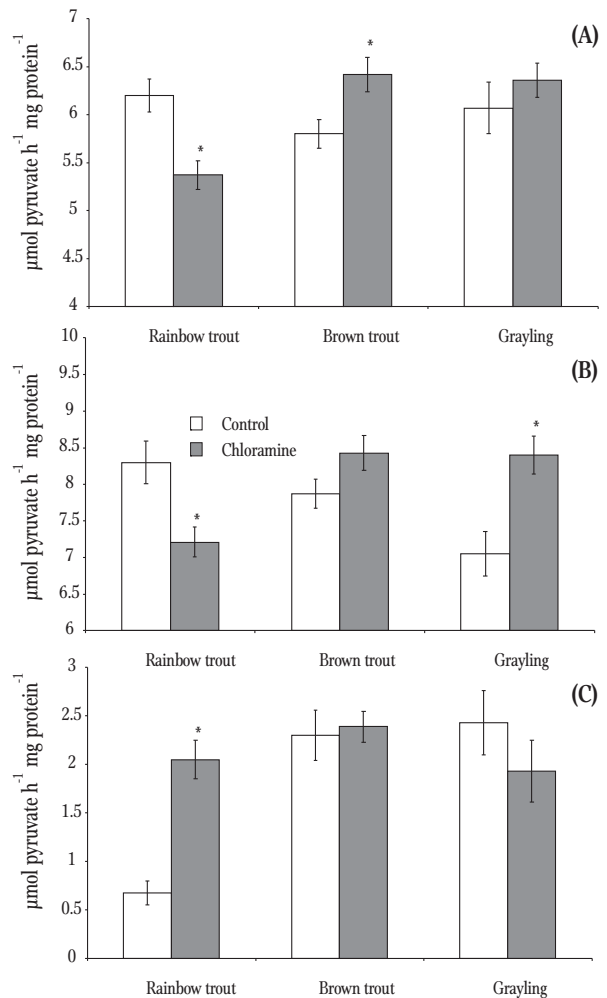 (A)
μmol pyruvate h⁻¹ mg protein⁻¹
7
6.5
6
5.5
5
4.5
4
*
*
Rainbow trout Brown trout Grayling
(B)
μmol pyruvate h⁻¹ mg protein⁻¹
10
9.5
9
8.5
8
7.5
7
6.5
6
Control
Chloramine
*
*
Rainbow trout Brown trout Grayling
(C)
μmol pyruvate h⁻¹ mg protein⁻¹
3
2.5
2
1.5
1
0.5
0
*
Rainbow trout Brown trout Grayling